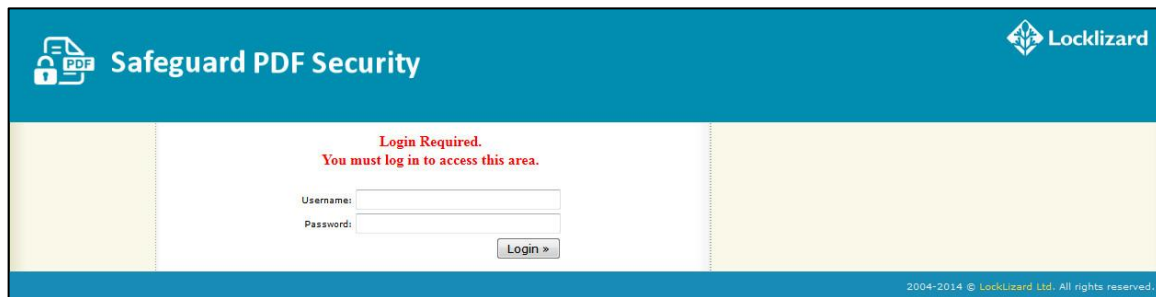 Locklizard
PDF
Safeguard PDF Security
Login Required.
You must log in to access this area.
Username:
Password:
Login »
2004-2014 © LockLizard Ltd. All rights reserved.